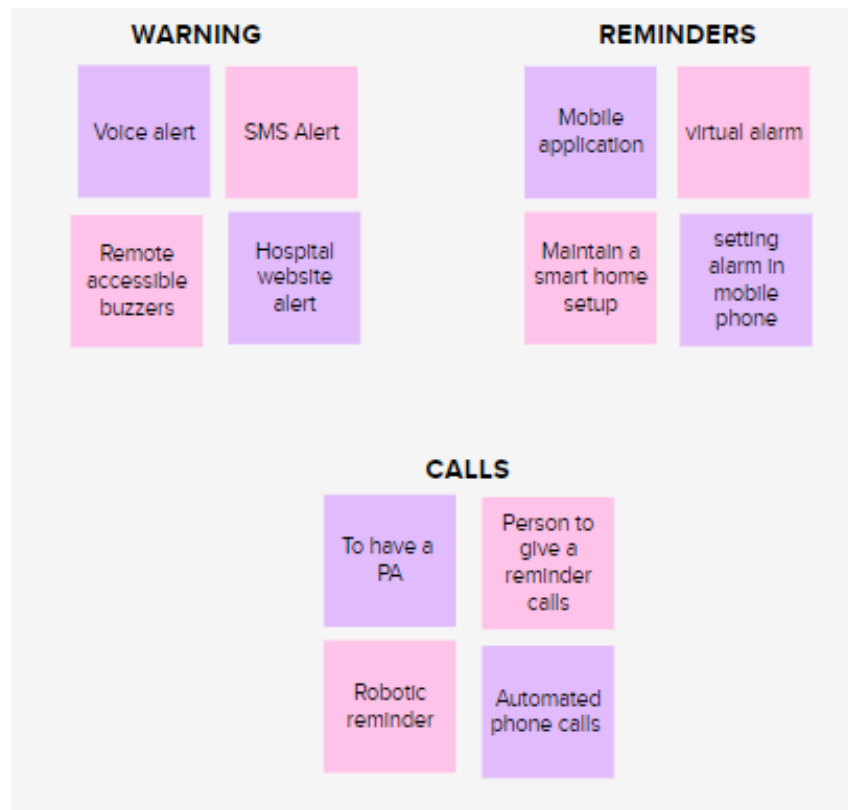 WARNING
Voice alert
SMS Alert
Remote
accessible
buzzers
Hospital
website
alert
REMINDERS
Mobile
application
virtual alarm
Maintain a
smart home
setup
setting
alarm in
mobile
phone
CALLS
To have a
PA
Person to
give a
reminder
calls
Robotic
reminder
Automated
phone calls